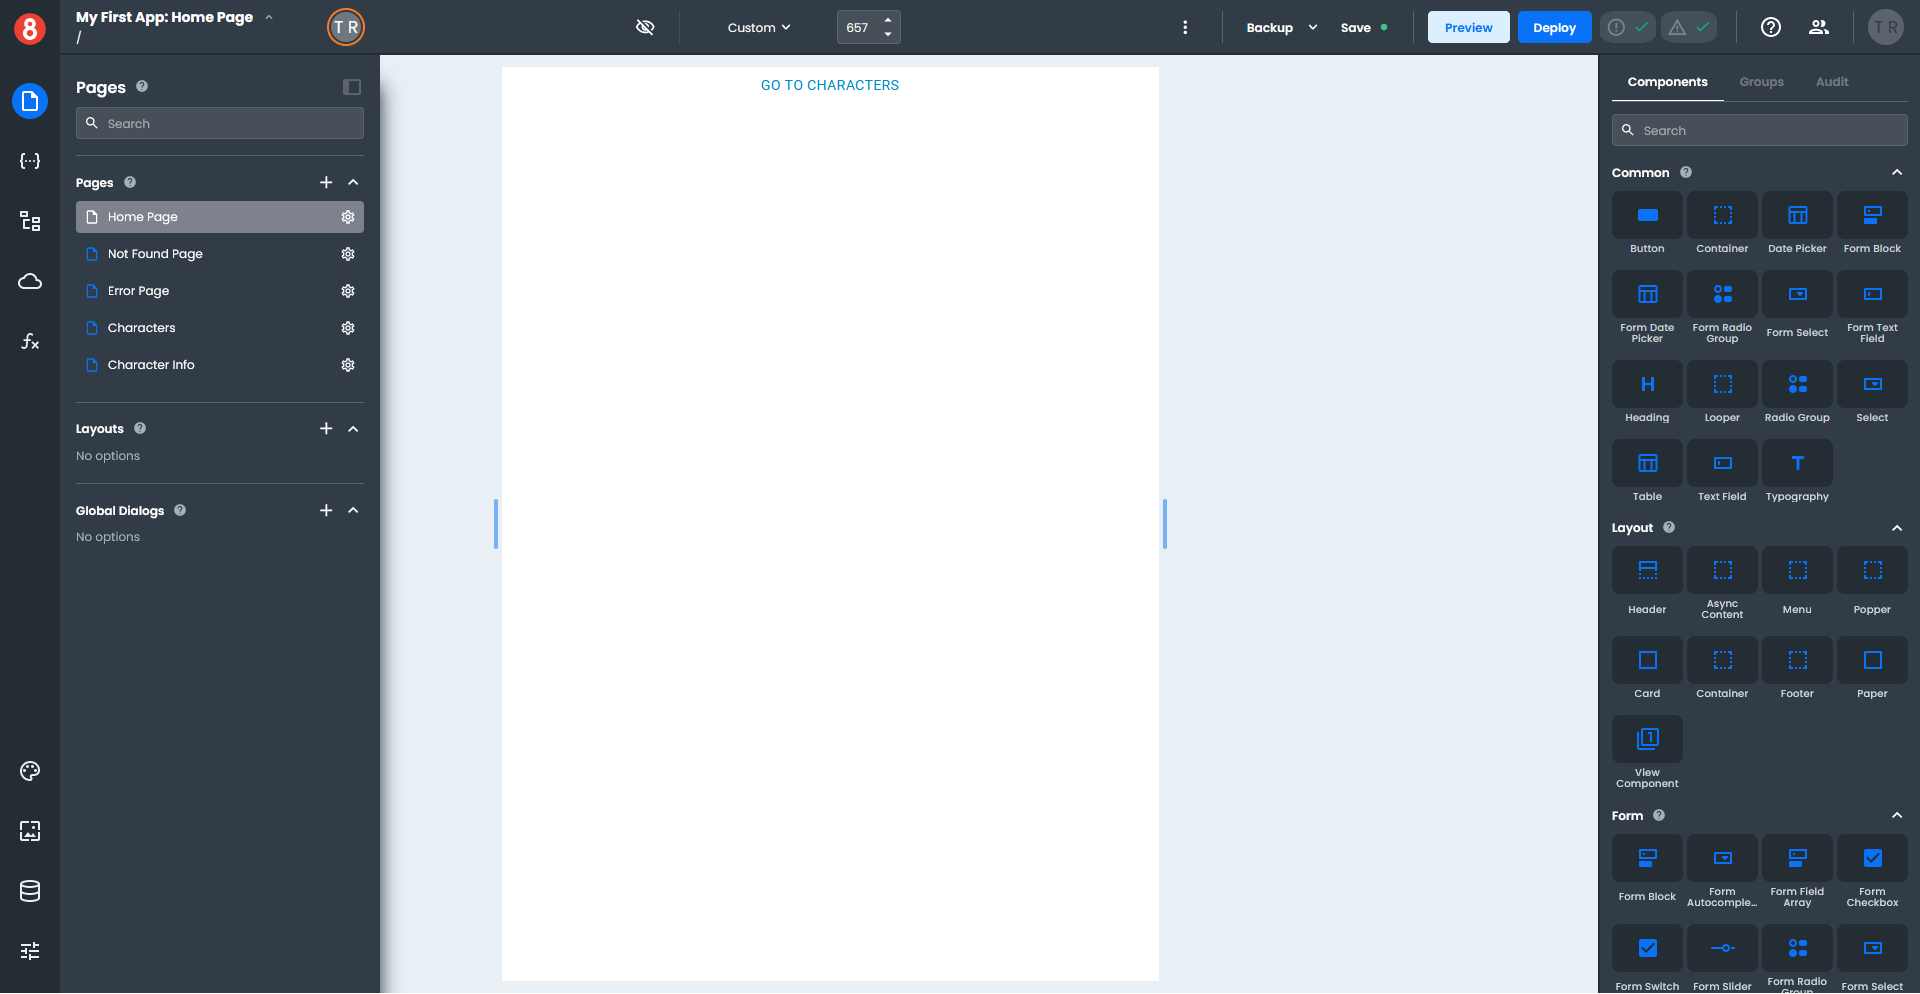 8
My First App: Home Page
/
T R
Custom
657
Backup
Save
Preview
Deploy
T R
Pages
Search
Pages
Home Page
Not Found Page
Error Page
Characters
Character Info
Layouts
No options
Global Dialogs
No options
GO TO CHARACTERS
Components Groups Audit
Search
Common
Button Container Date Picker Form Block
Form Date Picker Form Radio Group Form Select Form Text Field
Heading Looper Radio Group Select
Table Text Field Typography
Layout
Header Async Content Menu Popper
Card Container Footer Paper
View Component
Form
Form Block Form Autocomple... Form Field Array Form Checkbox
Form Switch Form Slider Form Radio Group Form Select